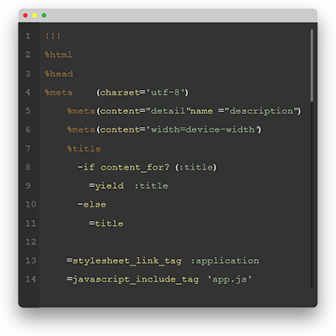 1 !!!
2 %html
3 %head
4 %meta (charset='utf-8')
5 %meta(content="detail"name ="description")
6 %meta(content='width=device-width')
7 %title
8 -if content_for? (:title)
9 =yield :title
10 -else
11 =title
12
13 =stylesheet_link_tag :application
14 =javascript_include_tag 'app.js'